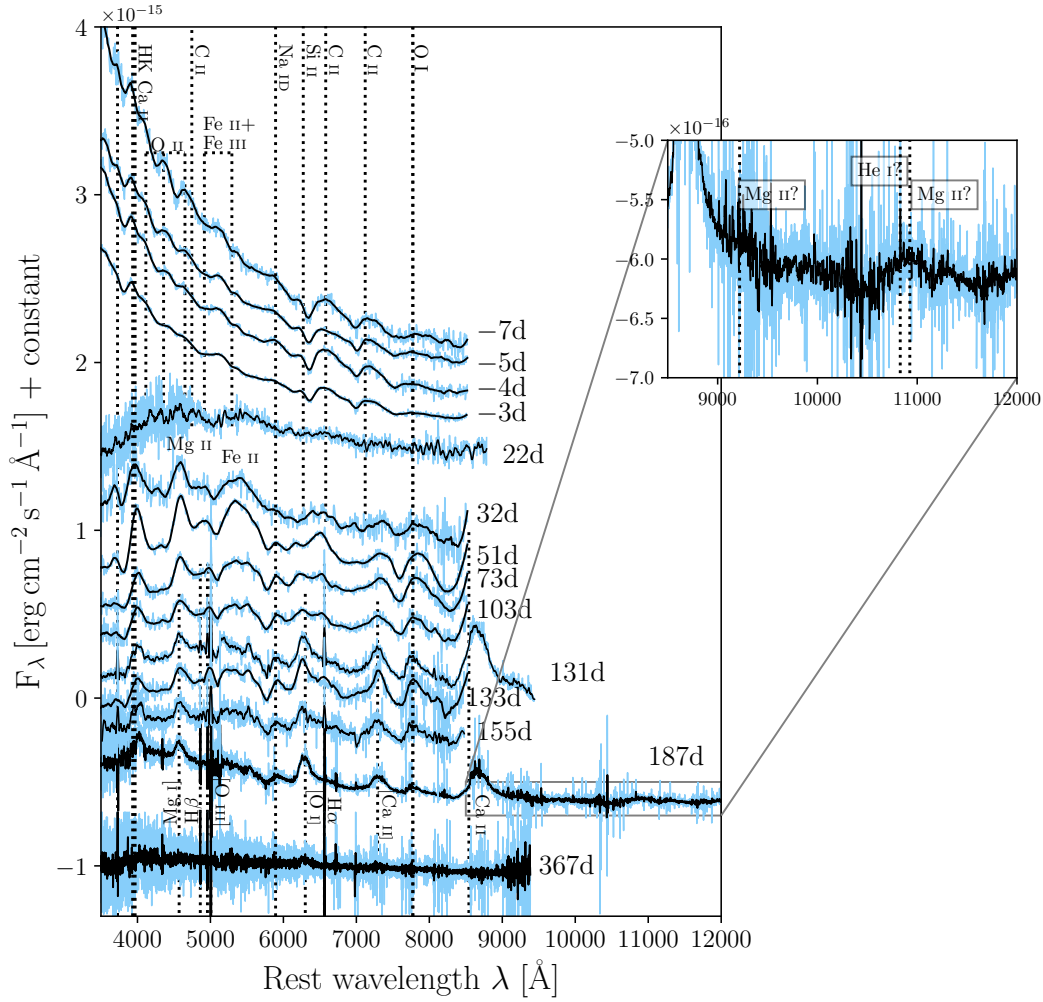 ×10⁻¹⁵
4
3
2
1
0
−1
F_λ [erg cm⁻² s⁻¹ Å⁻¹] + constant
HK Ca II
C II
Na ID
Si II
C II
C II
O I
O II
Fe II+
Fe III
−7d
−5d
−4d
−3d
22d
Mg II
Fe II
32d
51d
73d
103d
131d
133d
155d
187d
367d
Mg I]
Hβ
[O III]
[O I]
Hα
[Ca II]
Ca II
4000 5000 6000 7000 8000 9000 10000 11000 12000
Rest wavelength λ [Å]
×10⁻¹⁶
−5.0
−5.5
−6.0
−6.5
−7.0
He I?
Mg II?
Mg II?
9000 10000 11000 12000